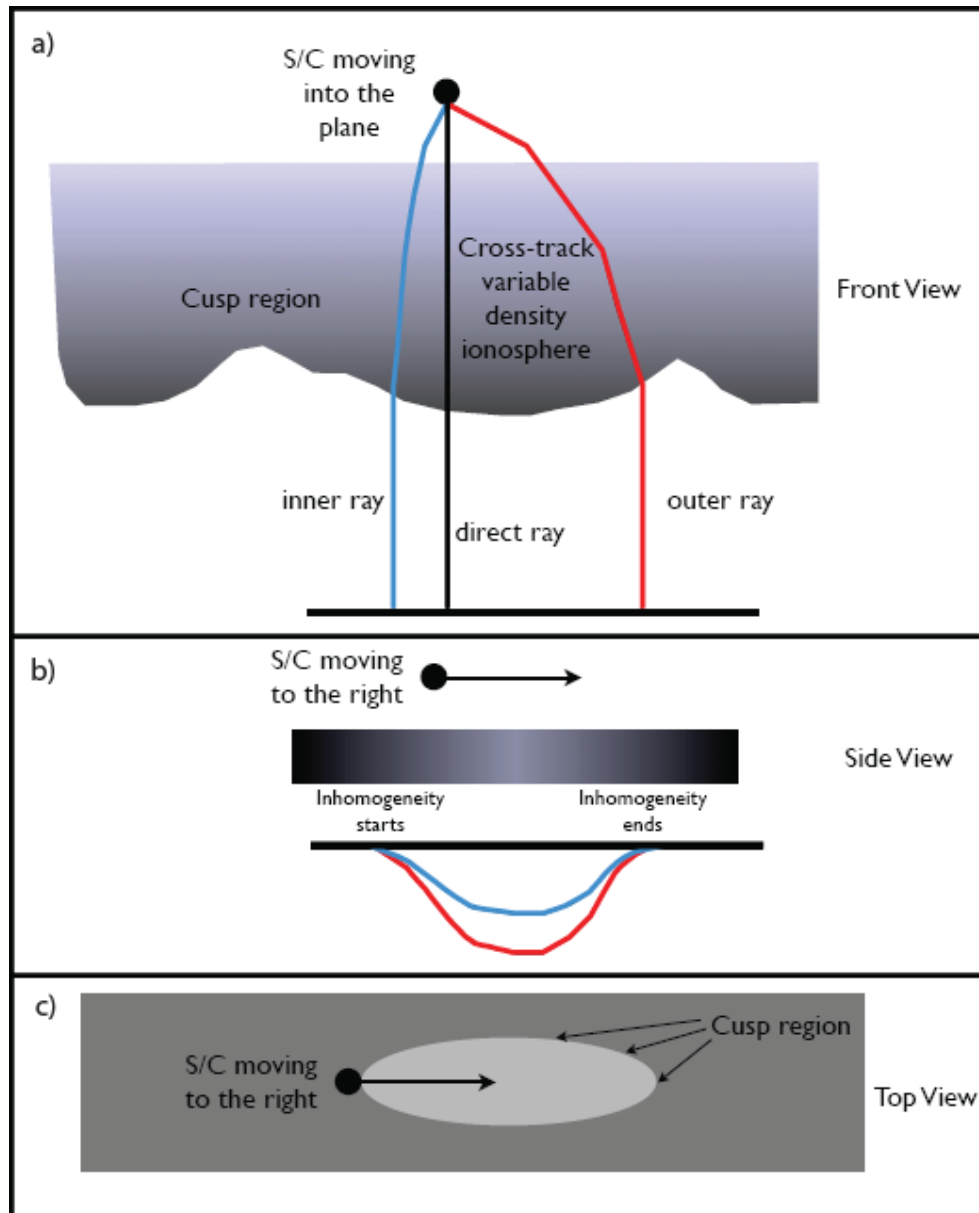 a)
S/C moving
into the
plane
Cusp region
Cross-track
variable
density
ionosphere
Front View
inner ray
direct ray
outer ray
b)
S/C moving
to the right
Side View
Inhomogeneity
starts
Inhomogeneity
ends
c)
S/C moving
to the right
Cusp region
Top View